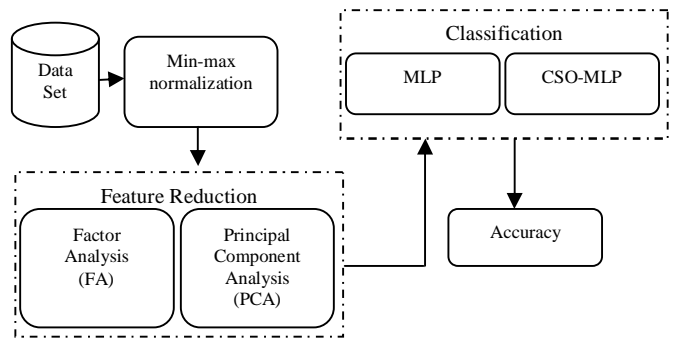 Data
Set
Min-max
normalization
Feature Reduction
Factor
Analysis
(FA)
Principal
Component
Analysis
(PCA)
Classification
MLP
CSO-MLP
Accuracy